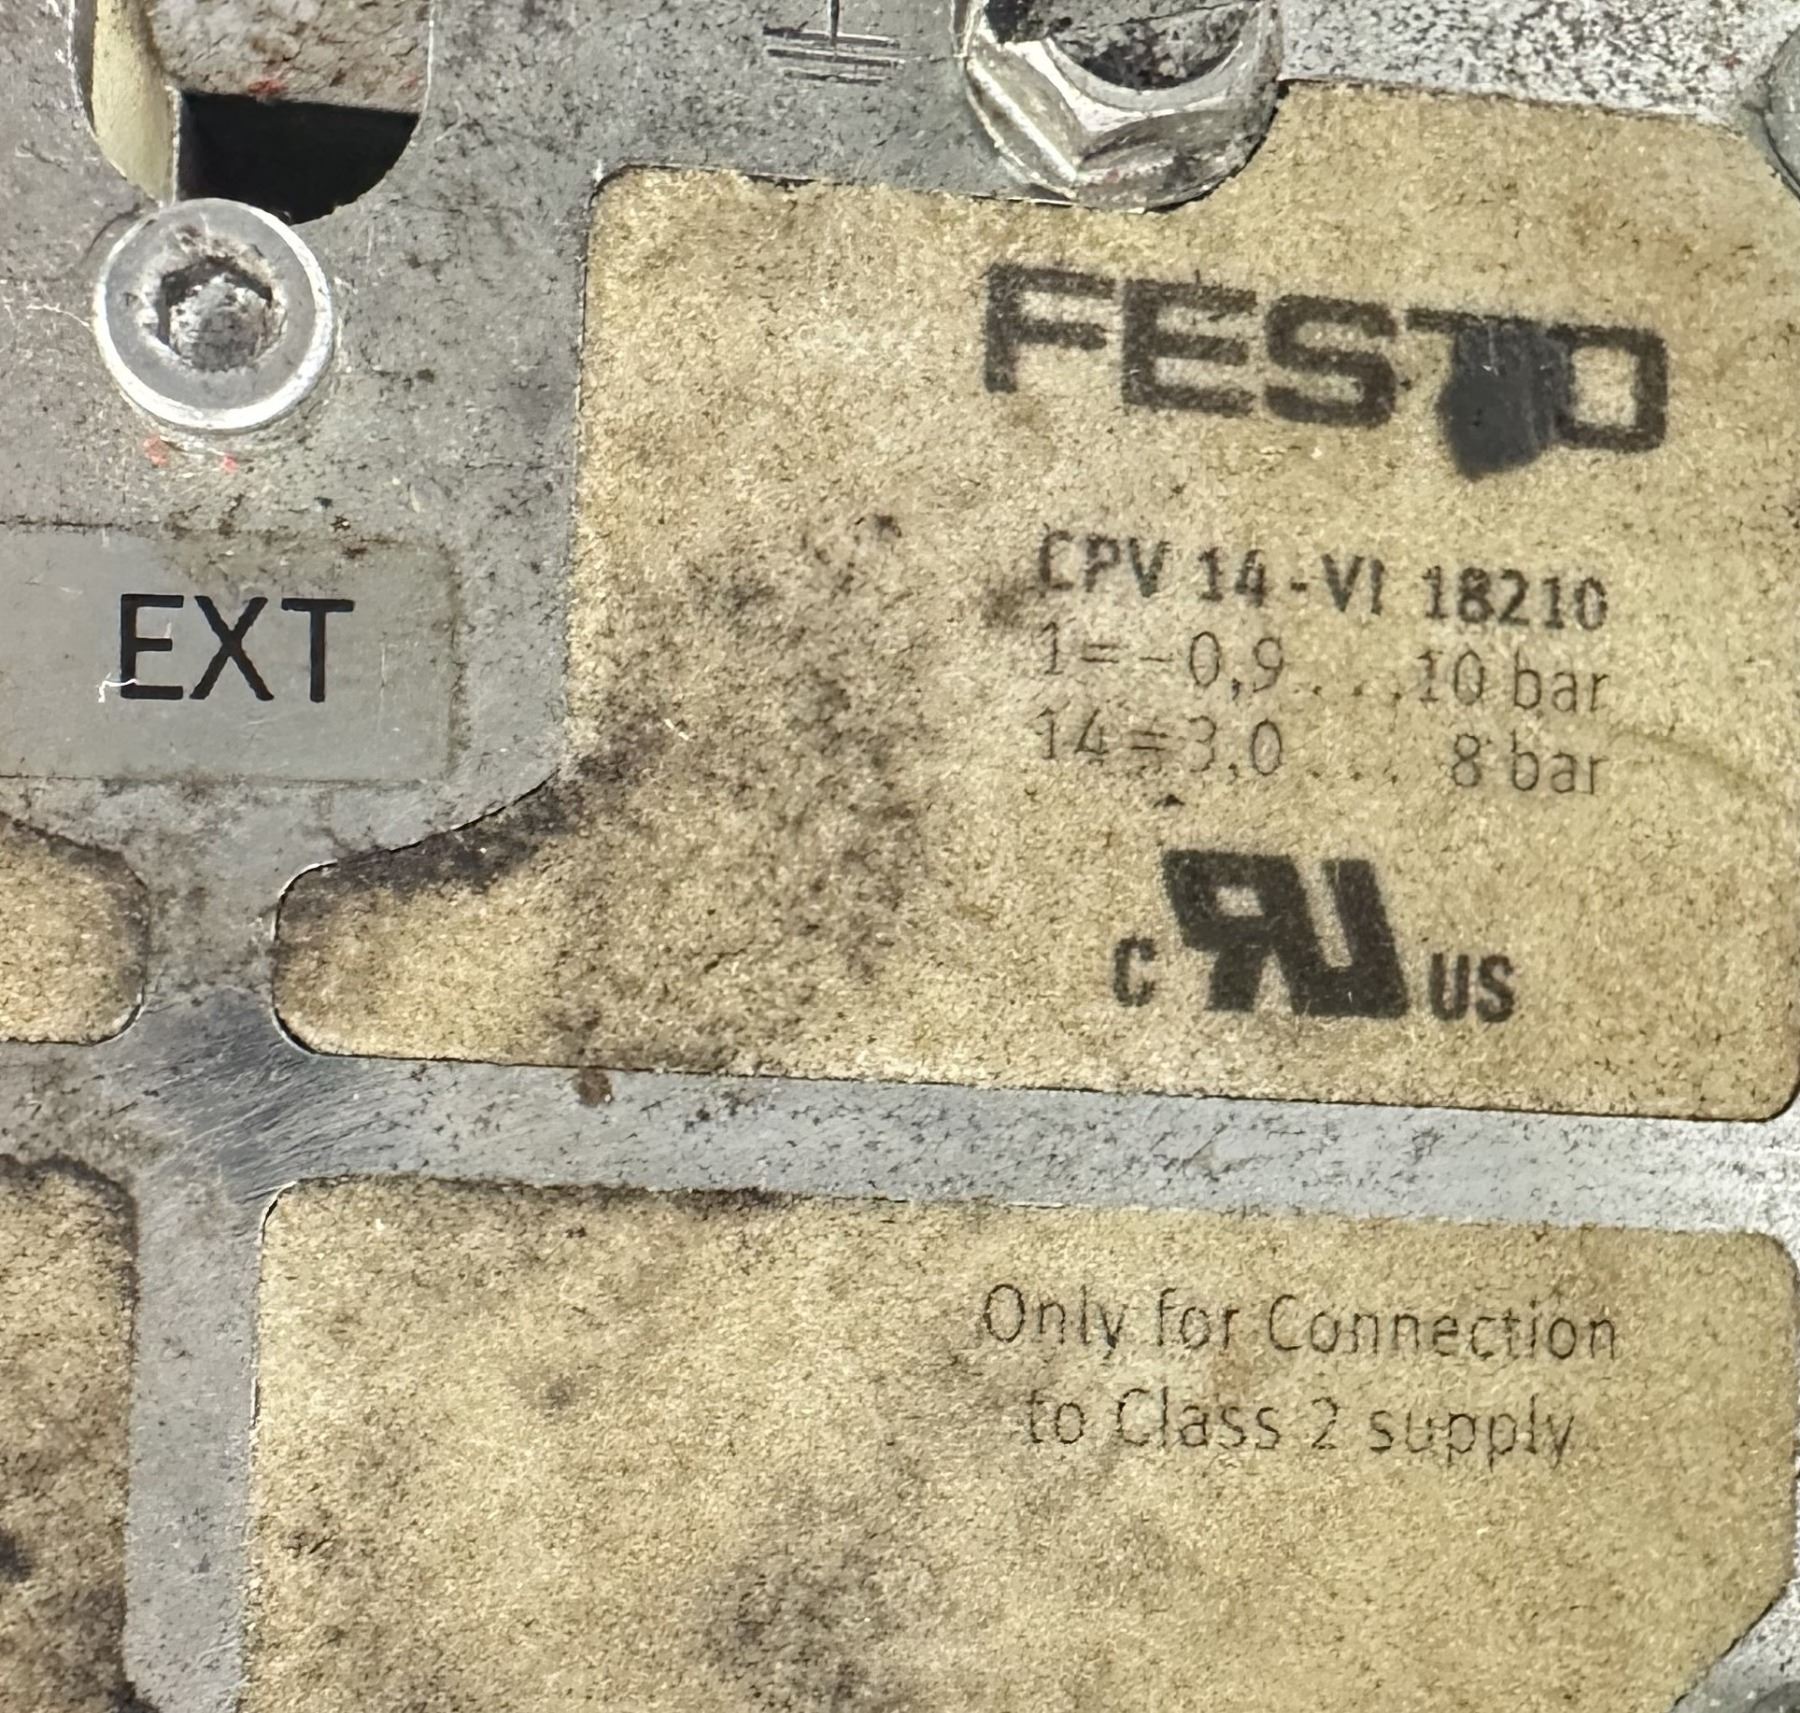 FESTO
CPV 14-VI 18210
1=-0,9...10 bar
14=3,0... 8 bar
c RU US
EXT
Only for Connection
to Class 2 supply